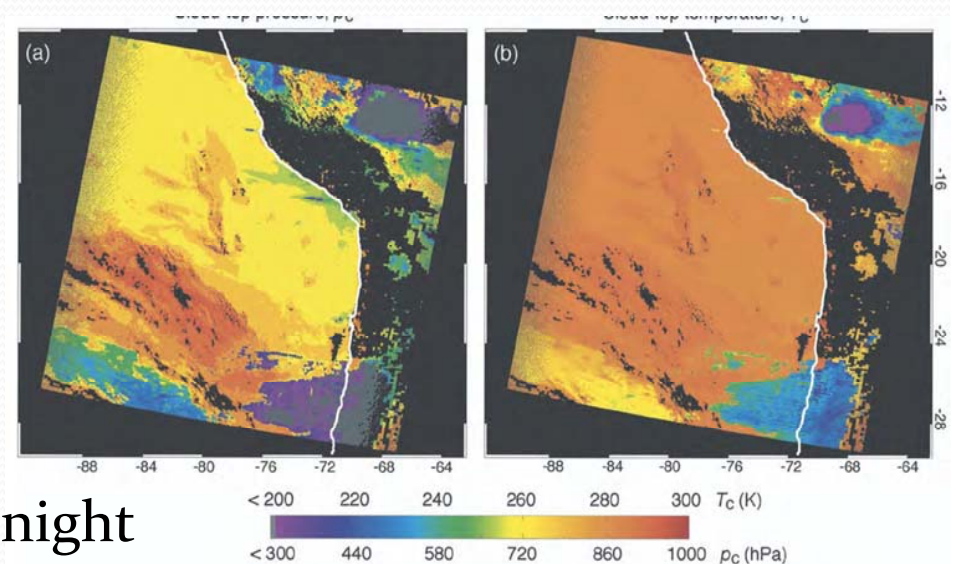 Cloud top pressure, pc
Cloud top temperature, Tc
(a)
(b)
-12
-16
-20
-24
-28
-88 -84 -80 -76 -72 -68 -64
-88 -84 -80 -76 -72 -68 -64
< 200 220 240 260 280 300 Tc (K)
night
< 300 440 580 720 860 1000 pc (hPa)